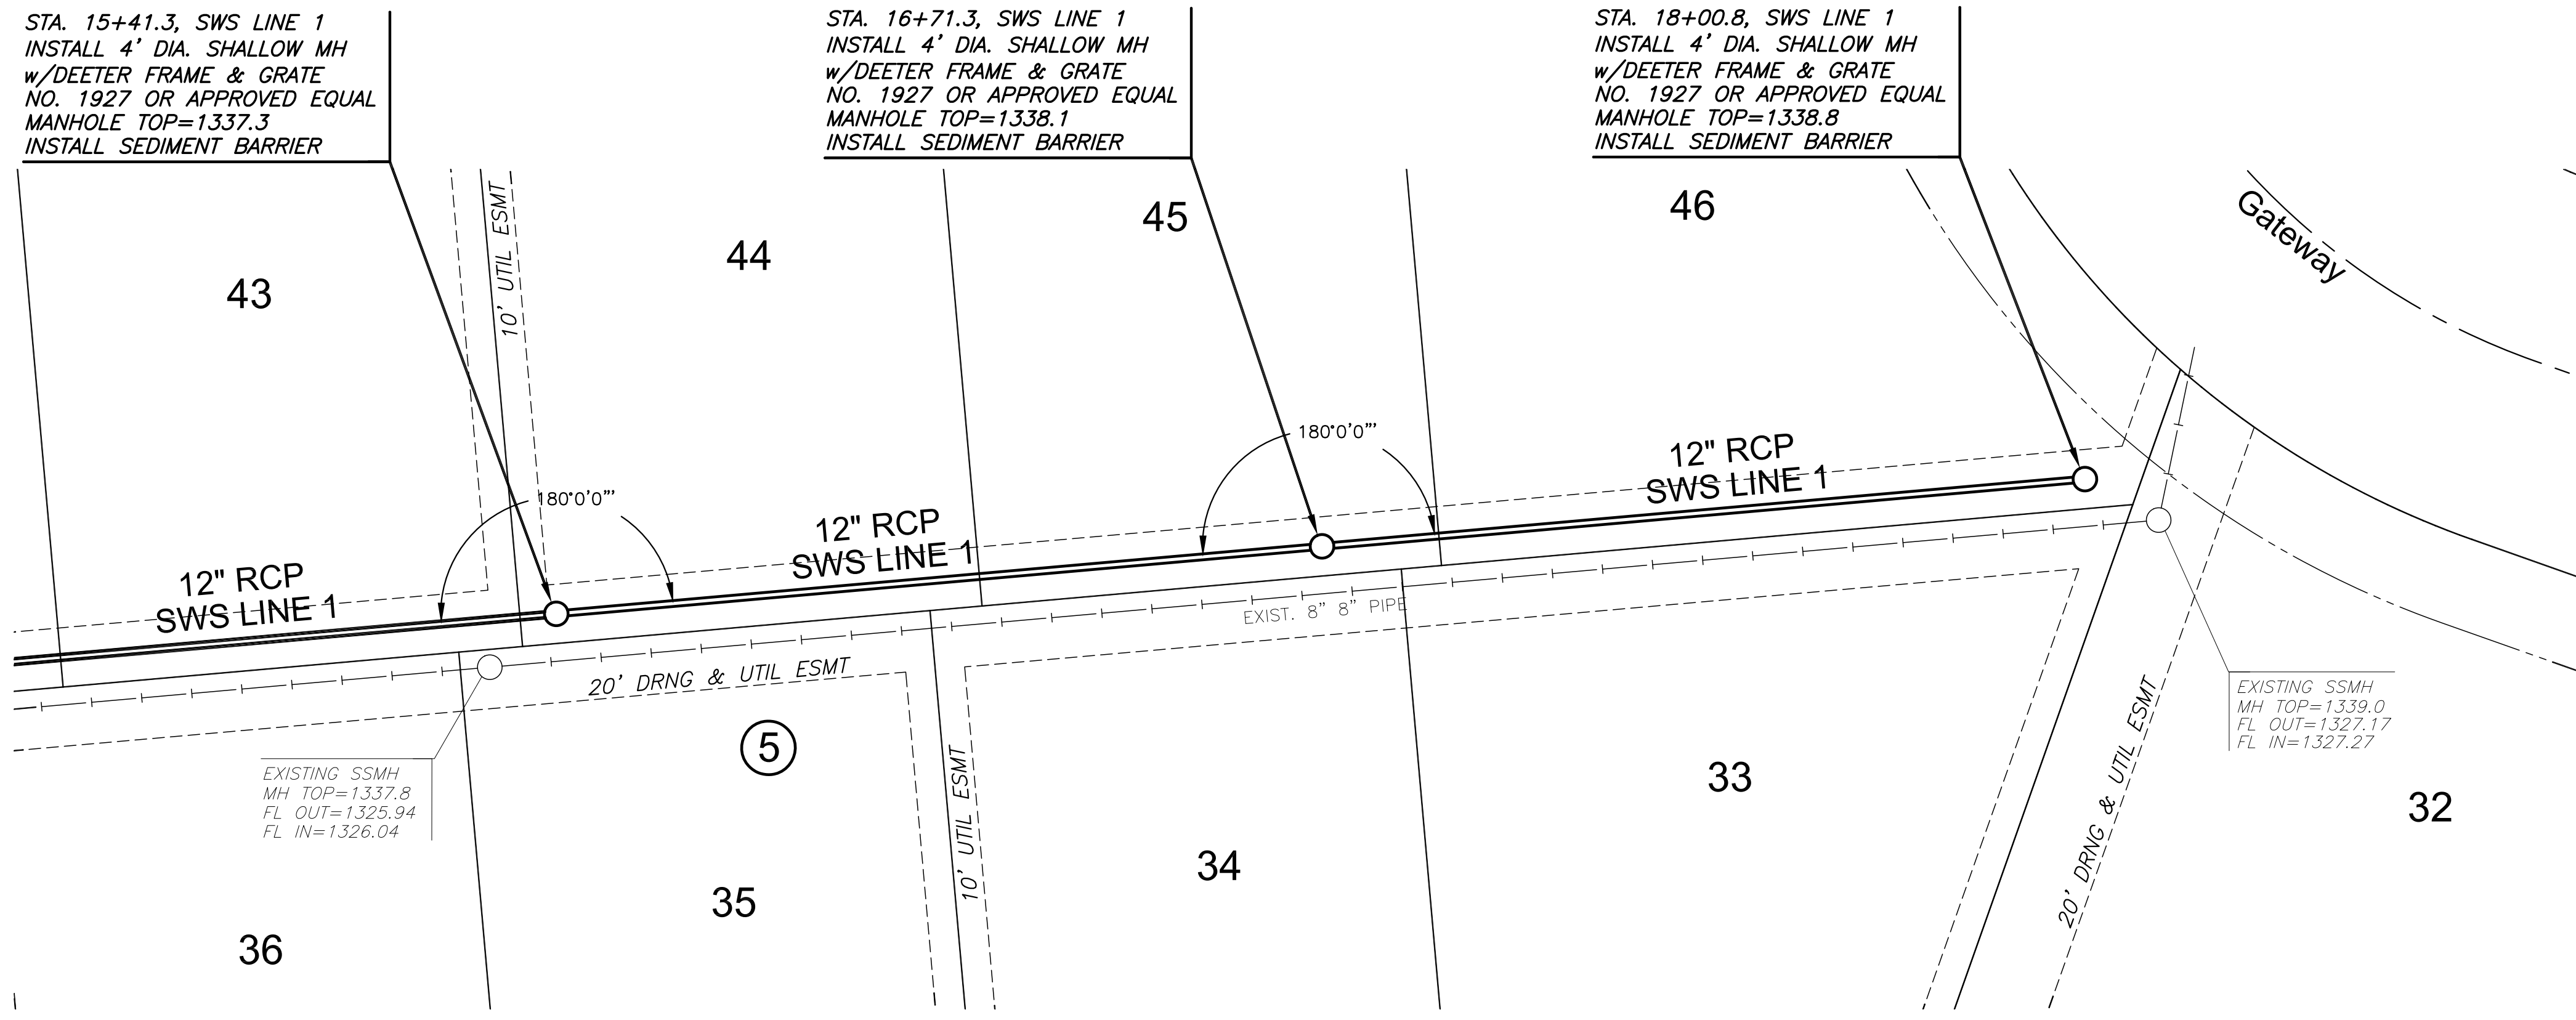 STA. 15+41.3, SWS LINE 1
INSTALL 4' DIA. SHALLOW MH
w/DEETER FRAME & GRATE
NO. 1927 OR APPROVED EQUAL
MANHOLE TOP=1337.3
INSTALL SEDIMENT BARRIER
STA. 16+71.3, SWS LINE 1
INSTALL 4' DIA. SHALLOW MH
w/DEETER FRAME & GRATE
NO. 1927 OR APPROVED EQUAL
MANHOLE TOP=1338.1
INSTALL SEDIMENT BARRIER
STA. 18+00.8, SWS LINE 1
INSTALL 4' DIA. SHALLOW MH
w/DEETER FRAME & GRATE
NO. 1927 OR APPROVED EQUAL
MANHOLE TOP=1338.8
INSTALL SEDIMENT BARRIER
43
10' UTIL ESMT
44
45
46
Gateway
180°0'0"'
180°0'0"'
12" RCP
SWS LINE 1
12" RCP
SWS LINE 1
12" RCP
SWS LINE 1
EXIST. 8" 8" PIPE
20' DRNG & UTIL ESMT
5
EXISTING SSMH
MH TOP=1337.8
FL OUT=1325.94
FL IN=1326.04
10' UTIL ESMT
EXISTING SSMH
MH TOP=1339.0
FL OUT=1327.17
FL IN=1327.27
20' DRNG & UTIL ESMT
36
35
34
33
32